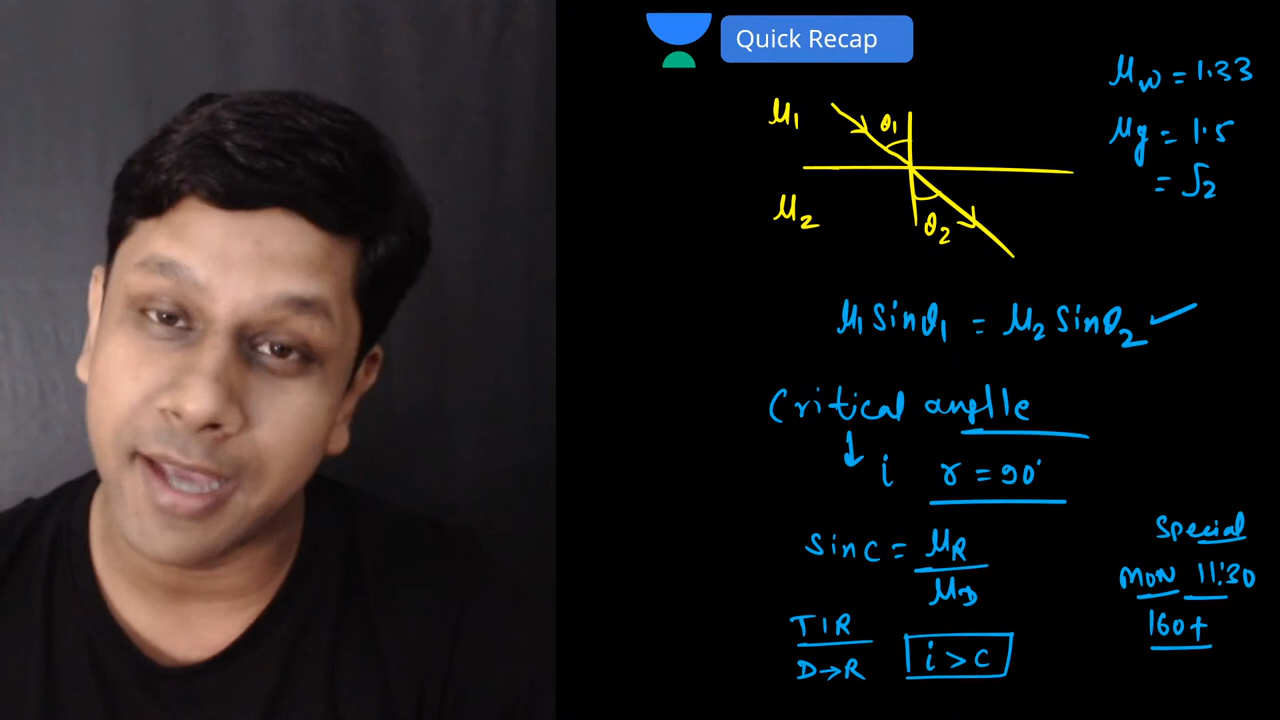 Quick Recap
μw = 1.33
μg = 1.5
= √2
μ1
θ1
μ2
θ2
μ1 Sinθ1 = μ2 Sinθ2
Critical anglle
i r = 90°
Sinc = μR / μD
TIR
D→R
i > c
Special
MON 11:30
160+